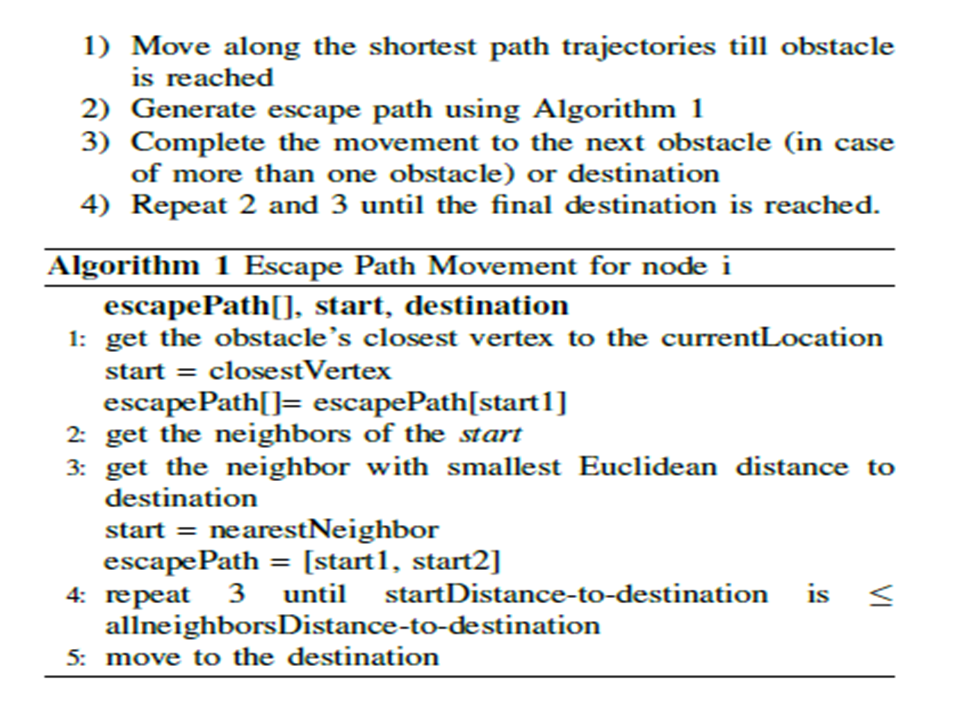 1) Move along the shortest path trajectories till obstacle
is reached
2) Generate escape path using Algorithm 1
3) Complete the movement to the next obstacle (in case
of more than one obstacle) or destination
4) Repeat 2 and 3 until the final destination is reached.
Algorithm 1 Escape Path Movement for node i
escapePath[], start, destination
1: get the obstacle's closest vertex to the currentLocation
start = closestVertex
escapePath[]= escapePath[start1]
2: get the neighbors of the start
3: get the neighbor with smallest Euclidean distance to
destination
start = nearestNeighbor
escapePath = [start1, start2]
4: repeat 3 until startDistance-to-destination is ≤
allneighborsDistance-to-destination
5: move to the destination